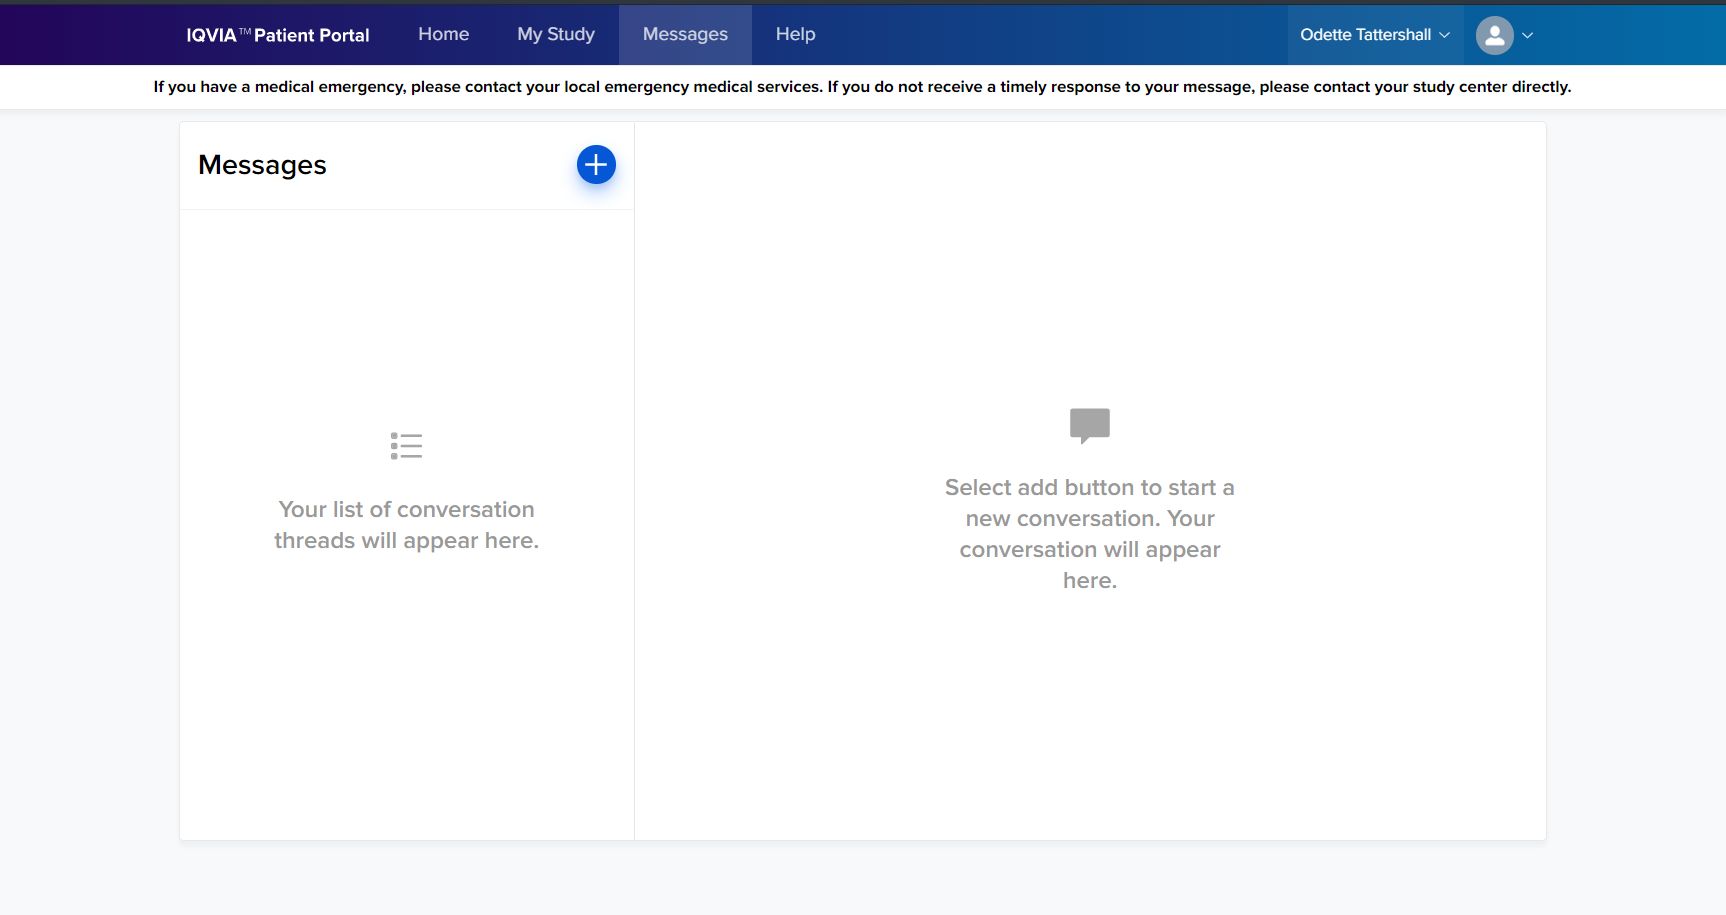 IQVIA™ Patient Portal
Home
My Study
Messages
Help
Odette Tattershall
If you have a medical emergency, please contact your local emergency medical services. If you do not receive a timely response to your message, please contact your study center directly.
Messages
Your list of conversation
threads will appear here.
Select add button to start a
new conversation. Your
conversation will appear
here.